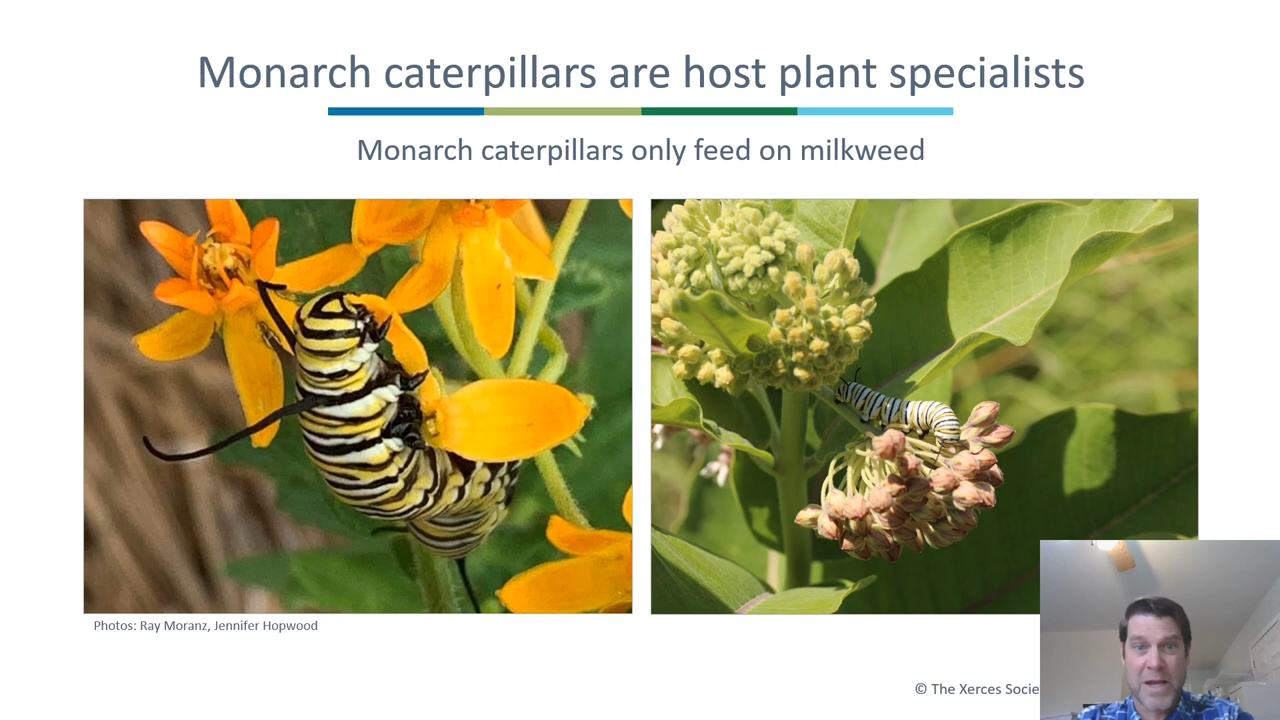 Monarch caterpillars are host plant specialists
Monarch caterpillars only feed on milkweed
Photos: Ray Moranz, Jennifer Hopwood
© The Xerces Socie